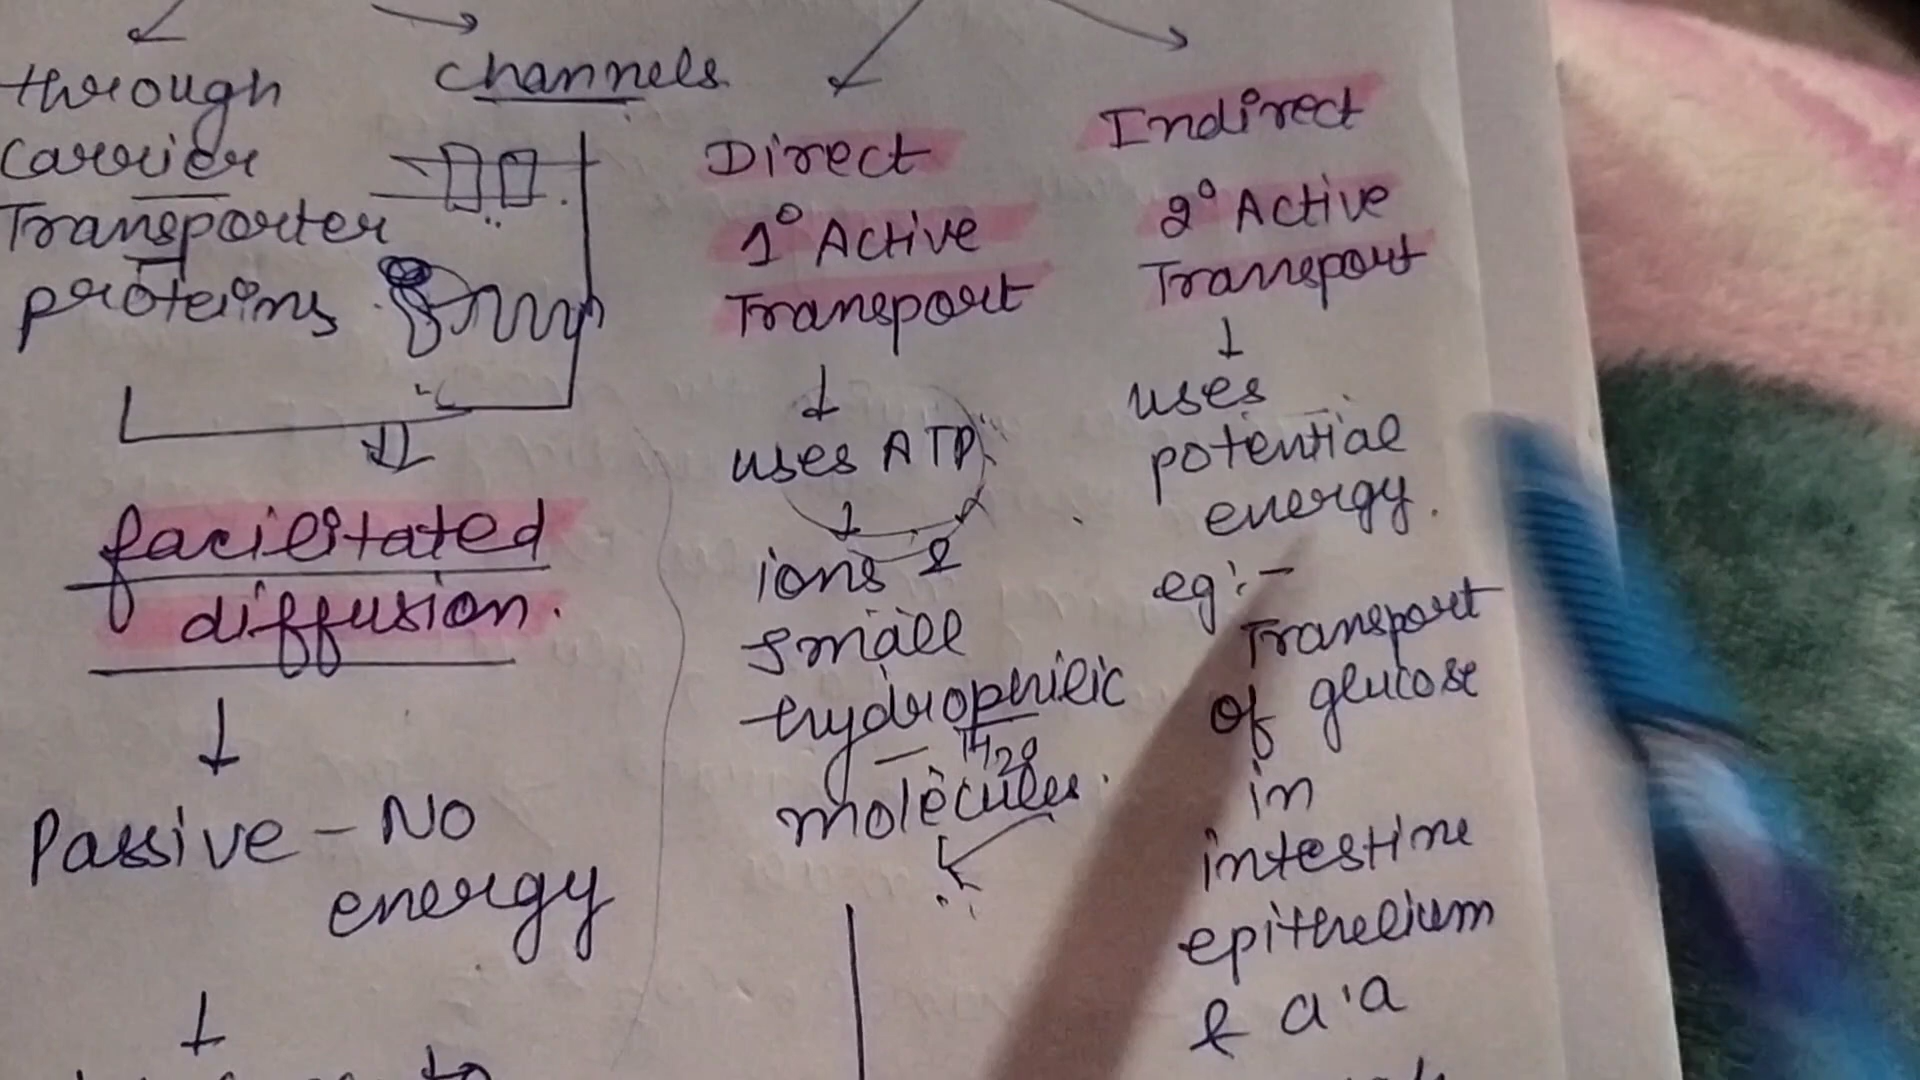 through
carrier
Transporter
proteins
channels
facilitated
diffusion.
Passive - No
energy
Direct
1° Active
Transport
uses ATP
ions &
small
hydrophilic
H2O
molecules.
Indirect
2° Active
Transport
uses
potential
energy.
eg:-
Transport
of glucose
in
intestine
epithelium
& a.a
to